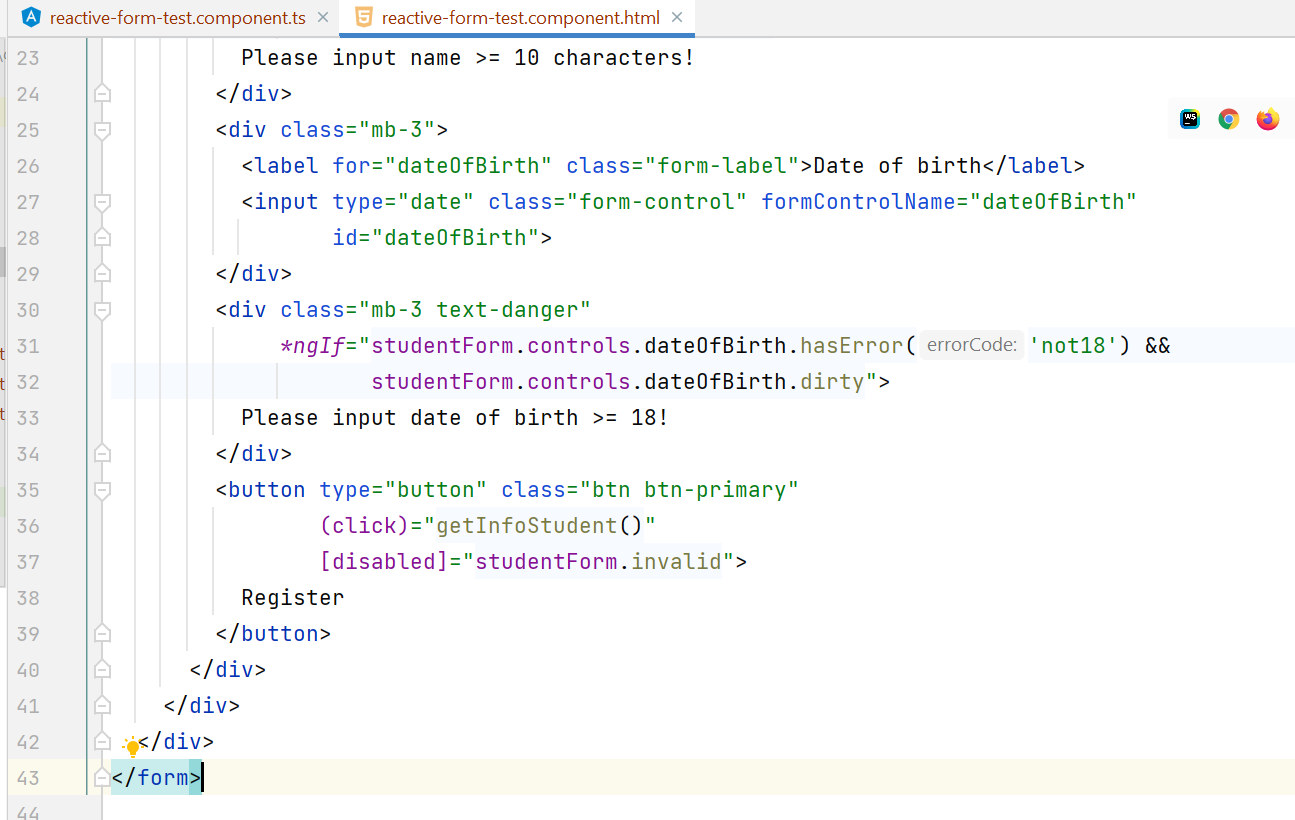 reactive-form-test.component.ts × reactive-form-test.component.html ×
23 Please input name >= 10 characters!
24 </div>
25 <div class="mb-3">
26 <label for="dateOfBirth" class="form-label">Date of birth</label>
27 <input type="date" class="form-control" formControlName="dateOfBirth"
28 id="dateOfBirth">
29 </div>
30 <div class="mb-3 text-danger"
31 *ngIf="studentForm.controls.dateOfBirth.hasError( errorCode: 'not18') &&
32 studentForm.controls.dateOfBirth.dirty">
33 Please input date of birth >= 18!
34 </div>
35 <button type="button" class="btn btn-primary"
36 (click)="getInfoStudent()"
37 [disabled]="studentForm.invalid">
38 Register
39 </button>
40 </div>
41 </div>
42 </div>
43 </form>
44